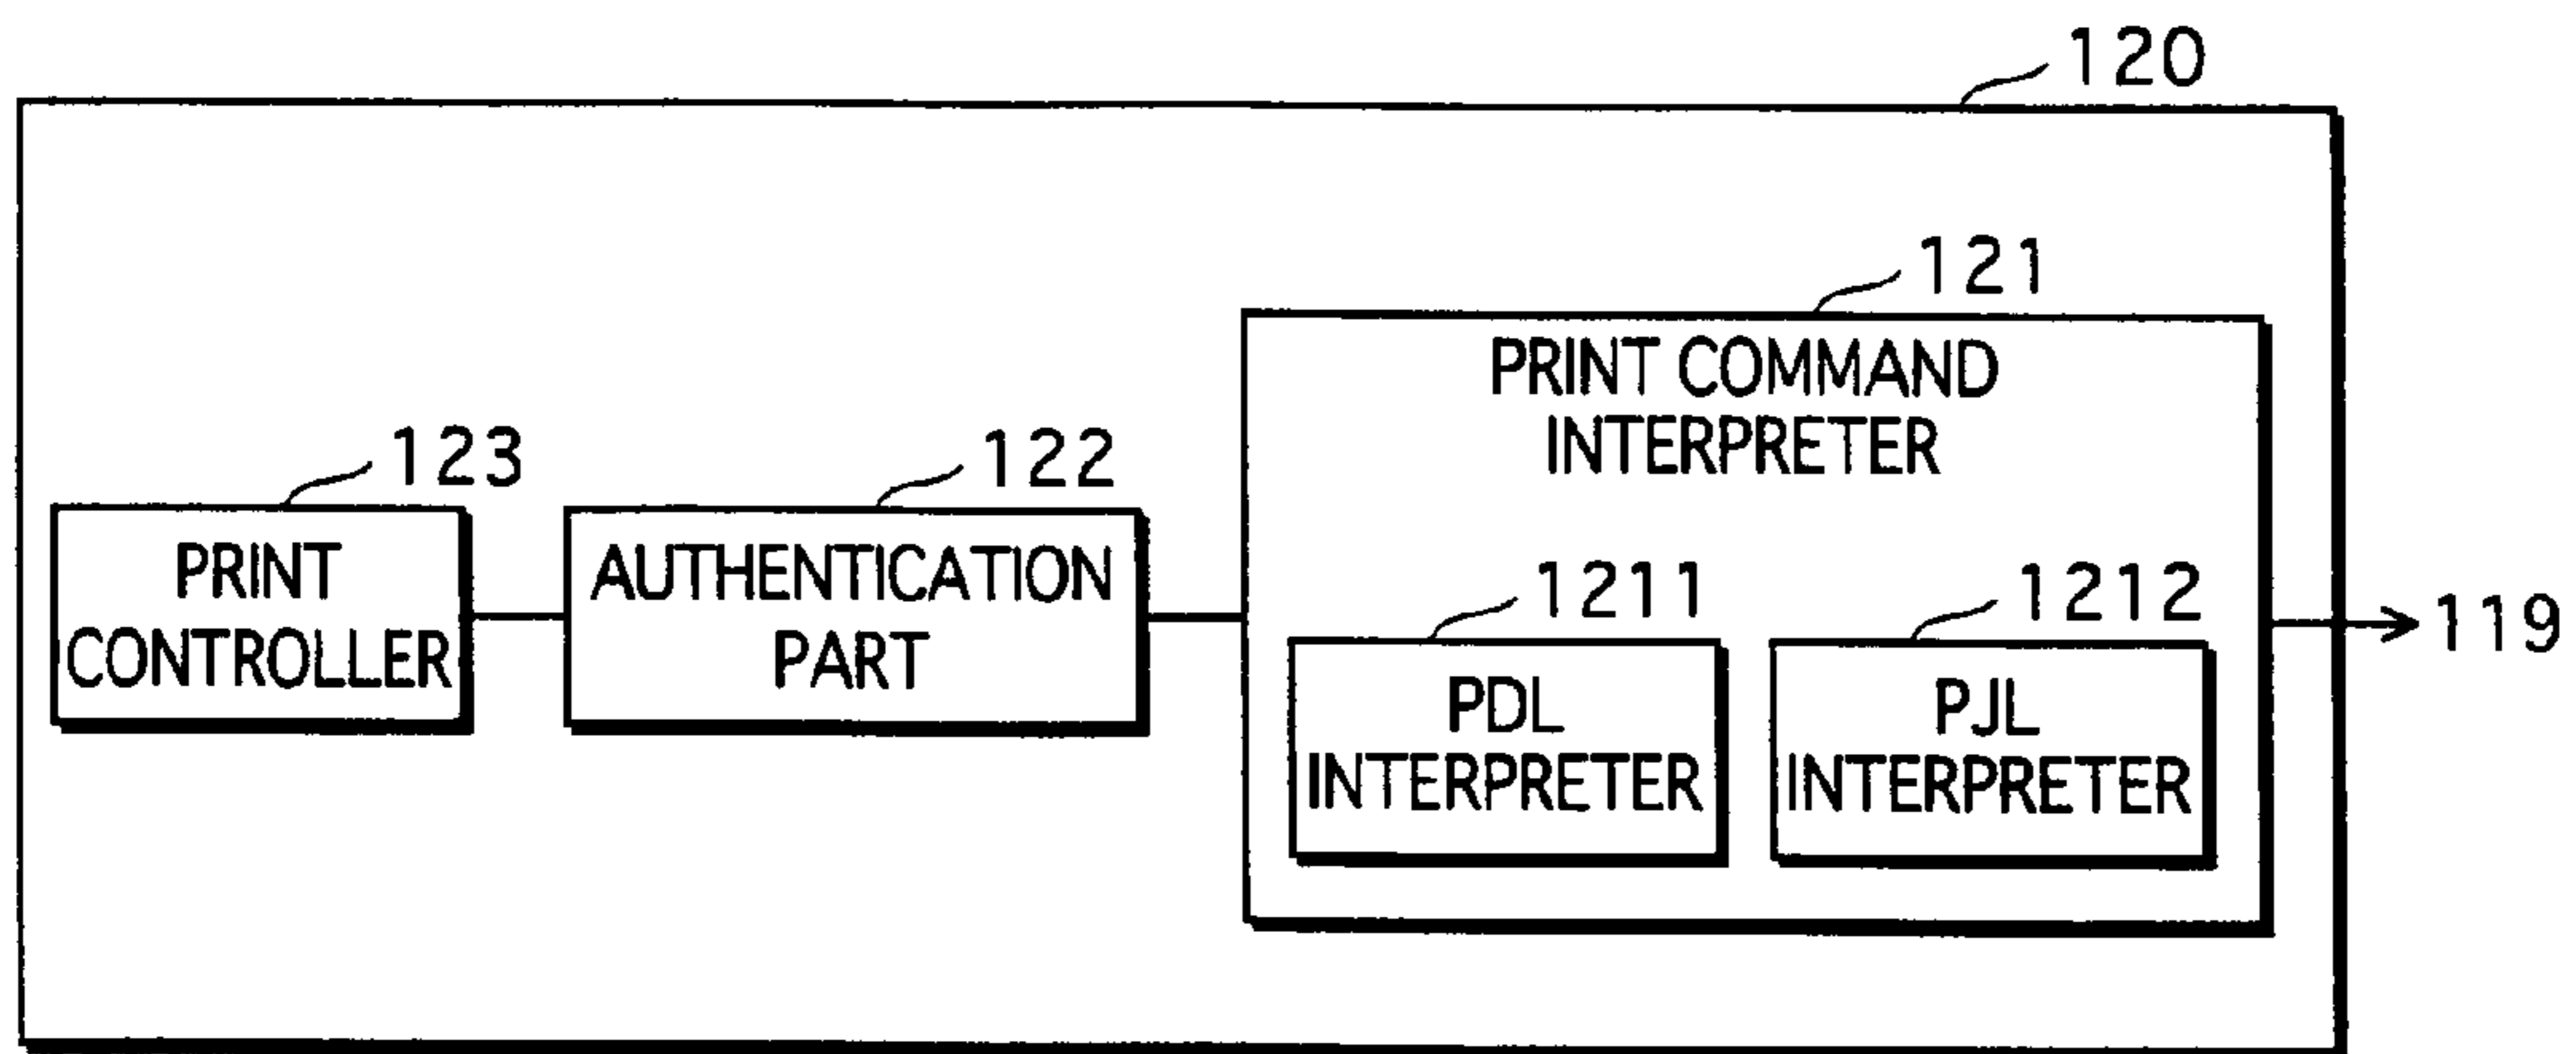 120
121
PRINT COMMAND
INTERPRETER
123
122
PRINT
CONTROLLER
AUTHENTICATION
PART
1211
1212
PDL
INTERPRETER
PJL
INTERPRETER
119